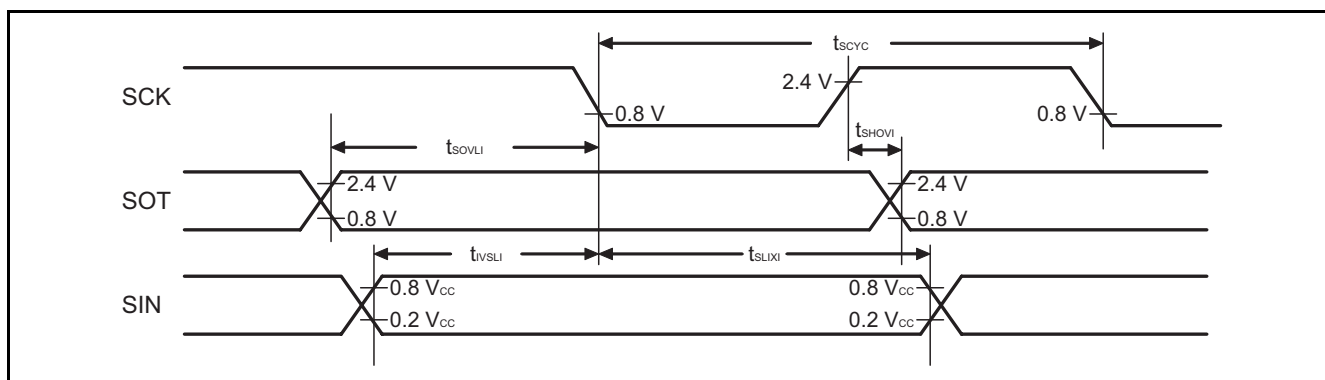 tSCYC
SCK
2.4 V
0.8 V
0.8 V
tSHOVI
tSOVLI
SOT
2.4 V
2.4 V
0.8 V
0.8 V
tIVSLI
tSLIXI
SIN
0.8 VCC
0.8 VCC
0.2 VCC
0.2 VCC